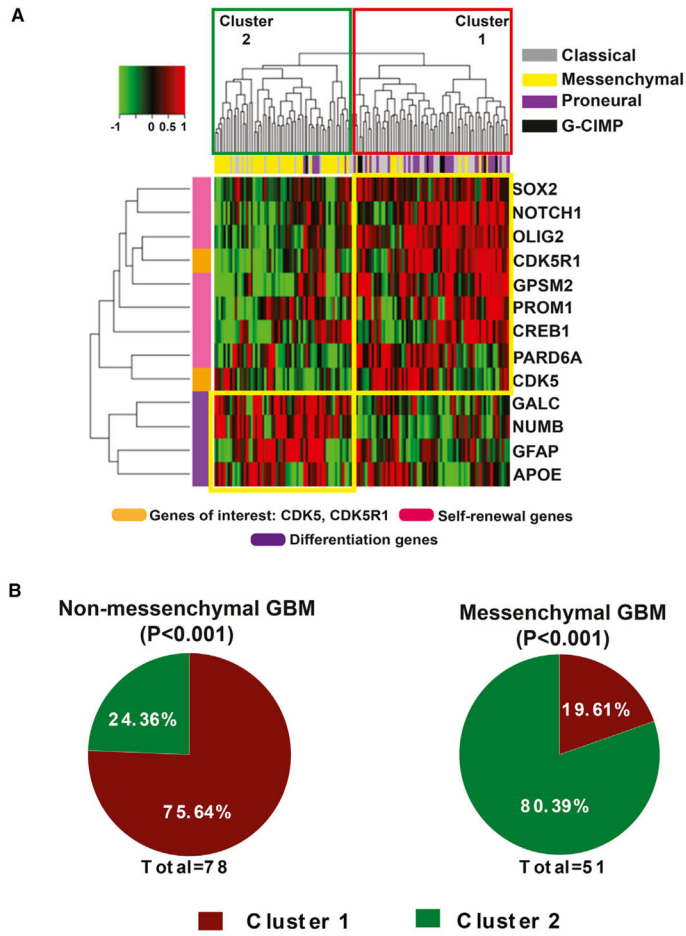 A
Cluster
2
Cluster
1
Classical
Messenchymal
Proneural
G-CIMP
-1 0 0.5 1
SOX2
NOTCH1
OLIG2
CDK5R1
GPSM2
PROM1
CREB1
PARD6A
CDK5
GALC
NUMB
GFAP
APOE
Genes of interest: CDK5, CDK5R1
Self-renewal genes
Differentiation genes
B
Non-messenchymal GBM
(P<0.001)
Messenchymal GBM
(P<0.001)
24.36%
75.64%
19.61%
80.39%
Total=78
Total=51
Cluster 1
Cluster 2